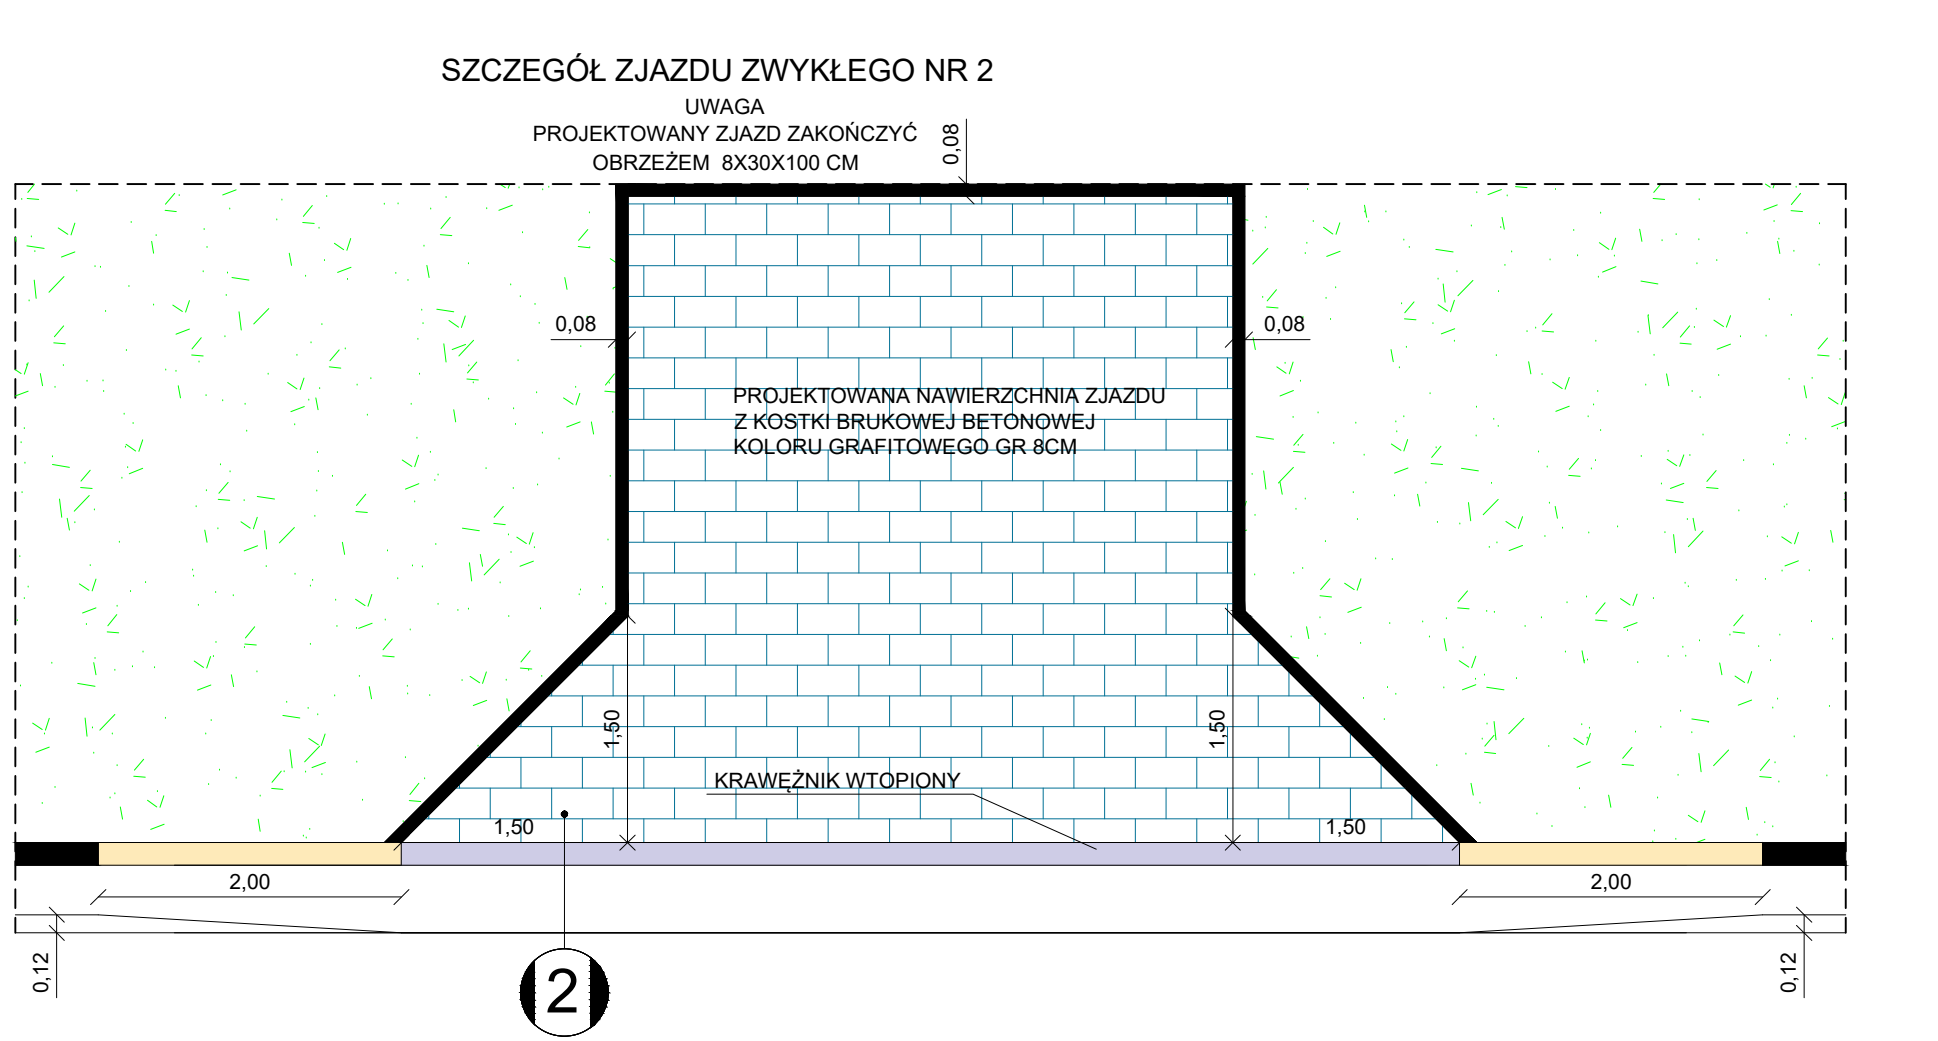 SZCZEGÓŁ ZJAZDU ZWYKŁEGO NR 2
UWAGA
PROJEKTOWANY ZJAZD ZAKOŃCZYĆ
OBRZEŻEM 8X30X100 CM
0,08
0,08
0,08
PROJEKTOWANA NAWIERZCHNIA ZJAZDU
Z KOSTKI BRUKOWEJ BETONOWEJ
KOLORU GRAFITOWEGO GR 8CM
1,50
1,50
KRAWĘŻNIK WTOPIONY
1,50
1,50
2,00
2,00
0,12
0,12
2